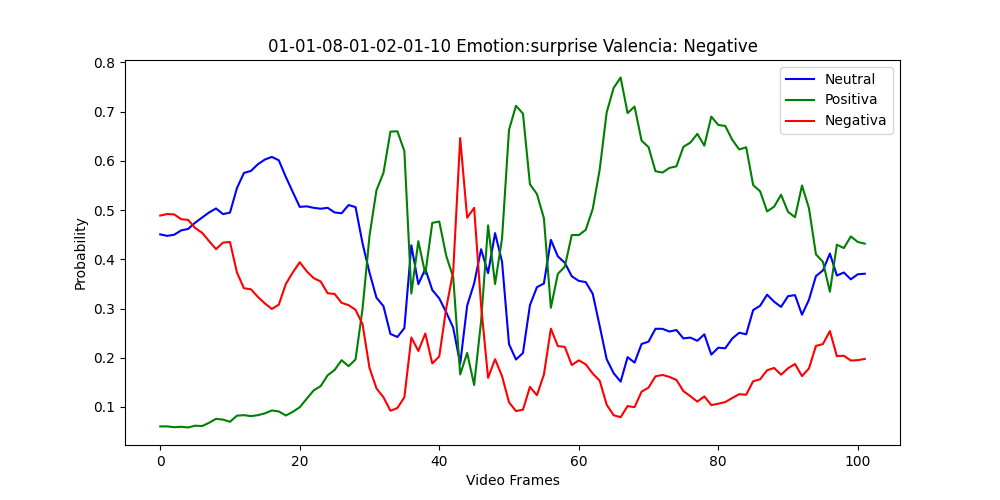 01-01-08-01-02-01-10 Emotion:surprise Valencia: Negative
Neutral
Positiva
Negativa
Probability
0.8
0.7
0.6
0.5
0.4
0.3
0.2
0.1
0 20 40 60 80 100
Video Frames